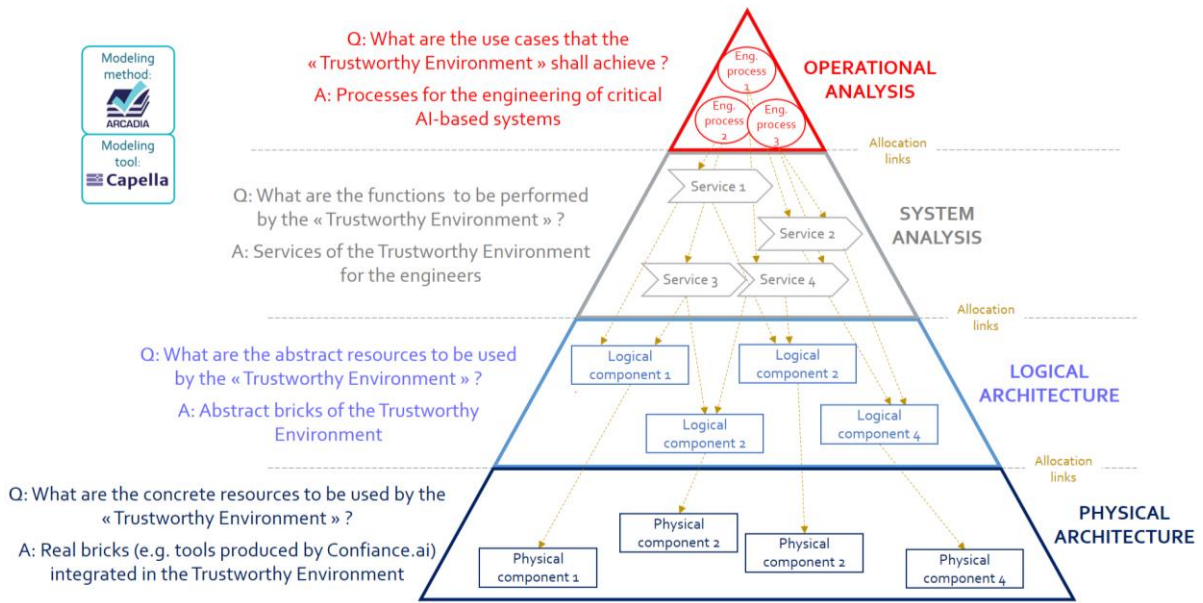 Modeling
method:
ARCADIA
Modeling
tool:
Capella
Q: What are the use cases that the
« Trustworthy Environment » shall achieve ?
A: Processes for the engineering of critical
AI-based systems
Eng.
process
1
Eng.
process
2
Eng.
process
3
OPERATIONAL
ANALYSIS
Allocation
links
Q: What are the functions to be performed
by the « Trustworthy Environment » ?
A: Services of the Trustworthy Environment
for the engineers
Service 1
Service 2
Service 3
Service 4
SYSTEM
ANALYSIS
Allocation
links
Q: What are the abstract resources to be used
by the « Trustworthy Environment » ?
A: Abstract bricks of the Trustworthy
Environment
Logical
component 1
Logical
component 2
Logical
component 2
Logical
component 4
LOGICAL
ARCHITECTURE
Allocation
links
Q: What are the concrete resources to be used by the
« Trustworthy Environment » ?
A: Real bricks (e.g. tools produced by Confiance.ai)
integrated in the Trustworthy Environment
Physical
component 1
Physical
component 2
Physical
component 2
Physical
component 4
PHYSICAL
ARCHITECTURE